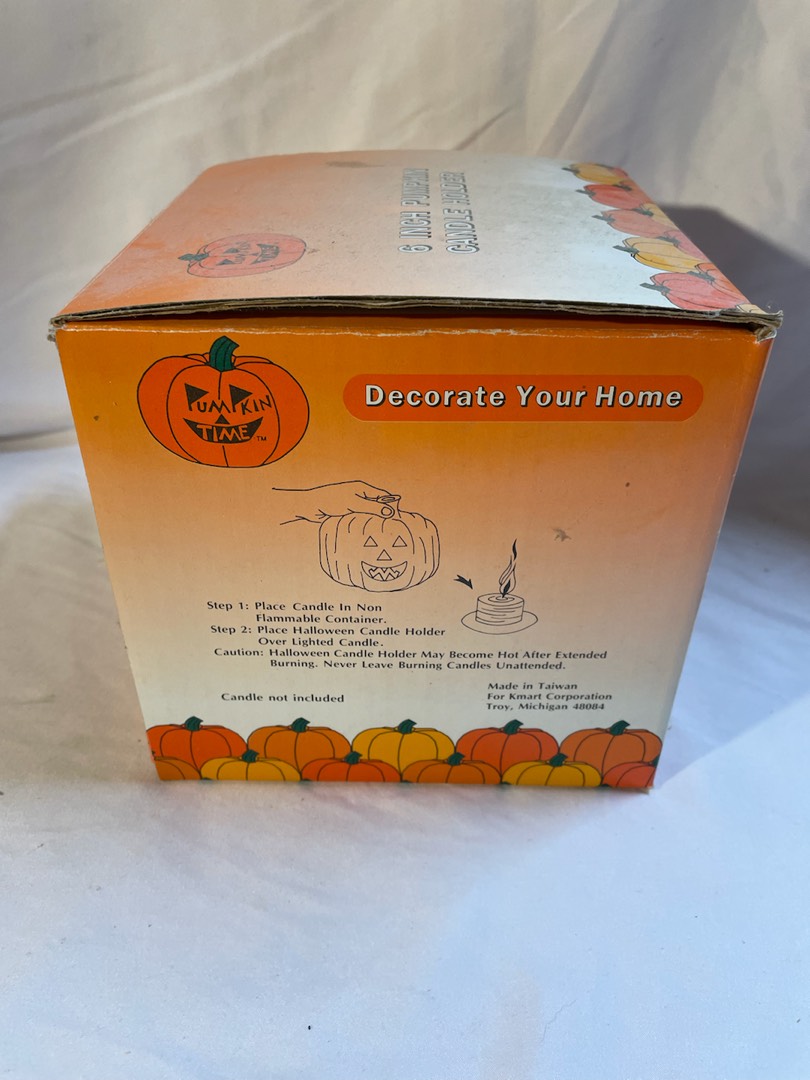 6 INCH PUMPKIN
CANDLE HOLDER
PUMPKIN
TIME
PUMPKIN
TIME™
Decorate Your Home
Step 1: Place Candle In Non
Flammable Container.
Step 2: Place Halloween Candle Holder
Over Lighted Candle.
Caution: Halloween Candle Holder May Become Hot After Extended
Burning. Never Leave Burning Candles Unattended.
Candle not included
Made in Taiwan
For Kmart Corporation
Troy, Michigan 48084